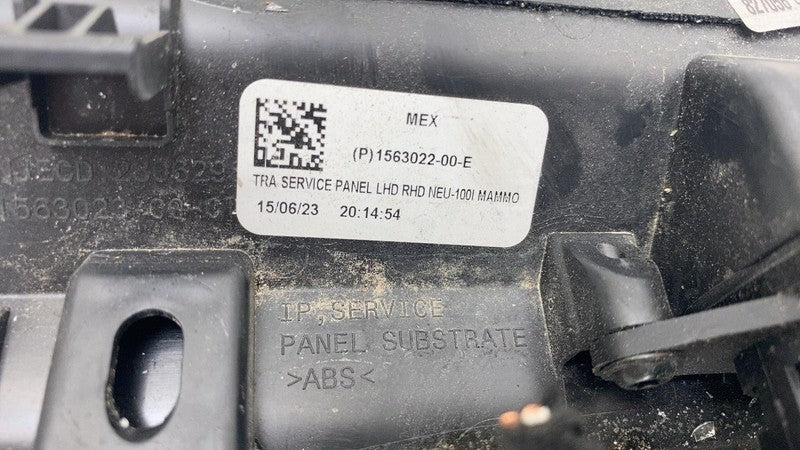 MEX
(P)1563022-00-E
TRA SERVICE PANEL LHD RHD NEU-100I MAMMO
15/06/23 20:14:54
IP, SERVICE
PANEL SUBSTRATE
>ABS<